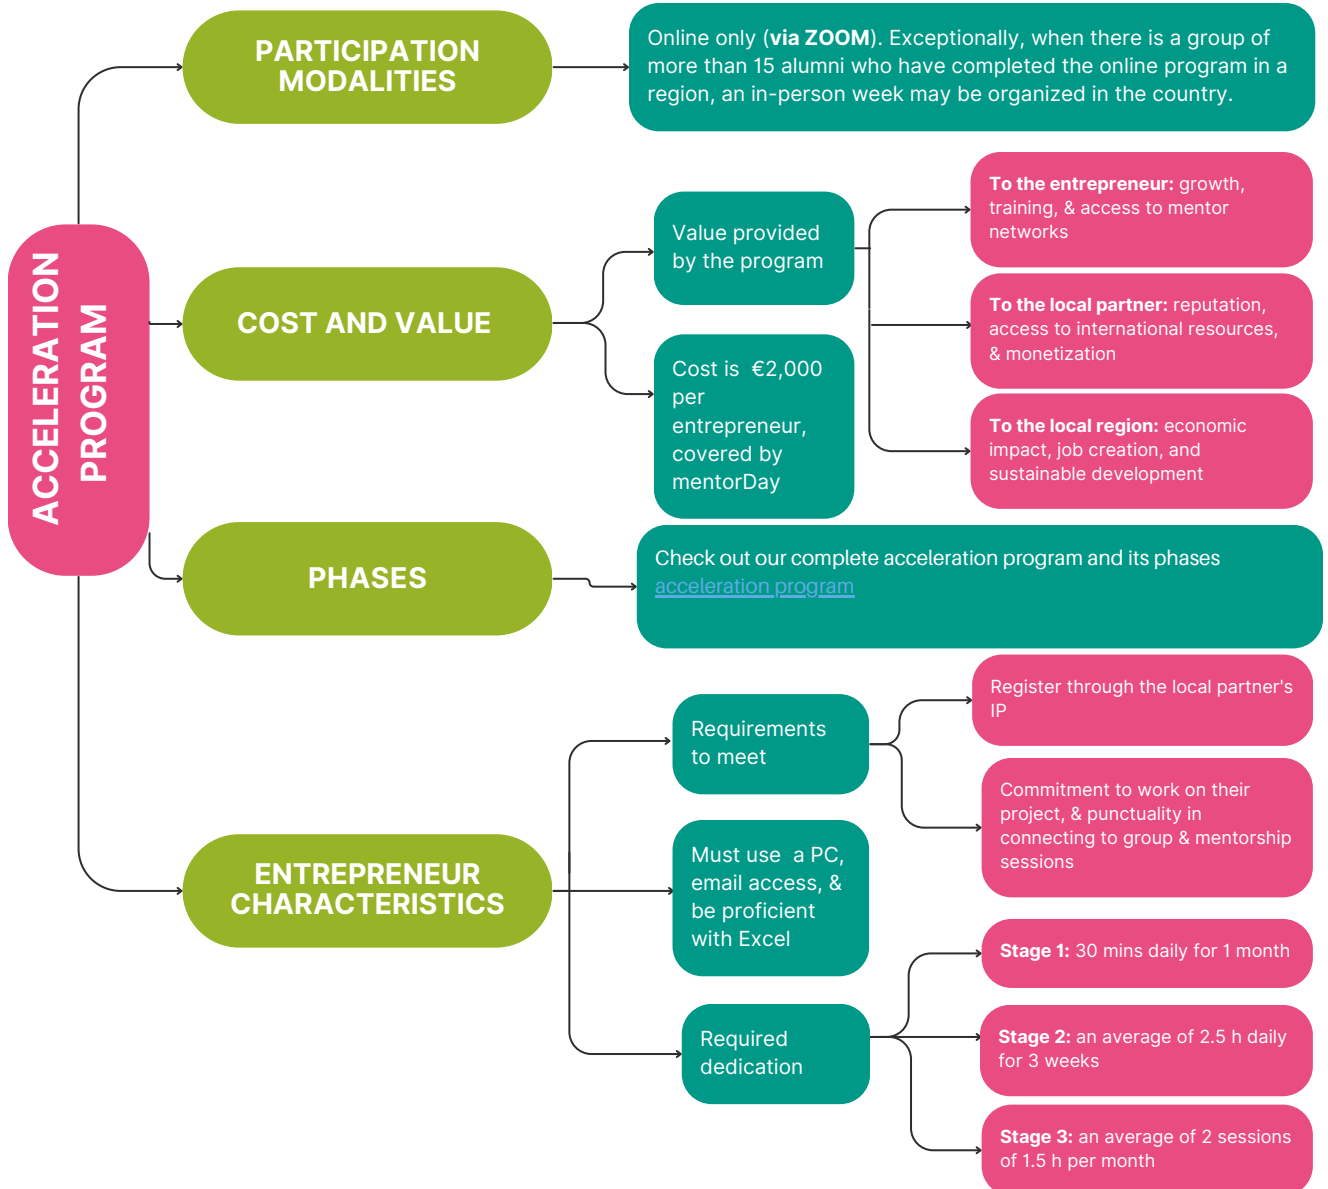 ACCELERATION
PROGRAM
PARTICIPATION
MODALITIES
Online only (via ZOOM). Exceptionally, when there is a group of
more than 15 alumni who have completed the online program in a
region, an in-person week may be organized in the country.
COST AND VALUE
Value provided
by the program
To the entrepreneur: growth,
training, & access to mentor
networks
To the local partner: reputation,
access to international resources,
& monetization
To the local region: economic
impact, job creation, and
sustainable development
Cost is €2,000
per
entrepreneur,
covered by
mentorDay
PHASES
Check out our complete acceleration program and its phases
acceleration program
ENTREPRENEUR
CHARACTERISTICS
Requirements
to meet
Register through the local partner's
IP
Commitment to work on their
project, & punctuality in
connecting to group & mentorship
sessions
Must use a PC,
email access, &
be proficient
with Excel
Required
dedication
Stage 1: 30 mins daily for 1 month
Stage 2: an average of 2.5 h daily
for 3 weeks
Stage 3: an average of 2 sessions
of 1.5 h per month